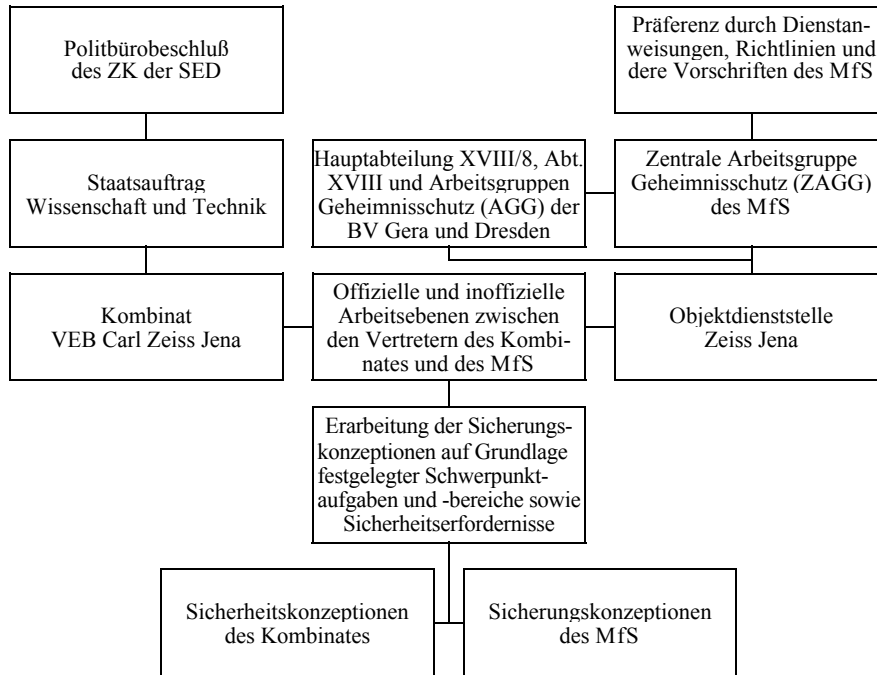 Politbürobeschluß
des ZK der SED
Präferenz durch Dienstan-
weisungen, Richtlinien und
dere Vorschriften des MfS
Staatsauftrag
Wissenschaft und Technik
Hauptabteilung XVIII/8, Abt.
XVIII und Arbeitsgruppen
Geheimnisschutz (AGG) der
BV Gera und Dresden
Zentrale Arbeitsgruppe
Geheimnisschutz (ZAGG)
des MfS
Kombinat
VEB Carl Zeiss Jena
Offizielle und inoffizielle
Arbeitsebenen zwischen
den Vertretern des Kombi-
nates und des MfS
Objektdienststelle
Zeiss Jena
Erarbeitung der Sicherungs-
konzeptionen auf Grundlage
festgelegter Schwerpunkt-
aufgaben und -bereiche sowie
Sicherheitserfordernisse
Sicherheitskonzeptionen
des Kombinates
Sicherungskonzeptionen
des MfS